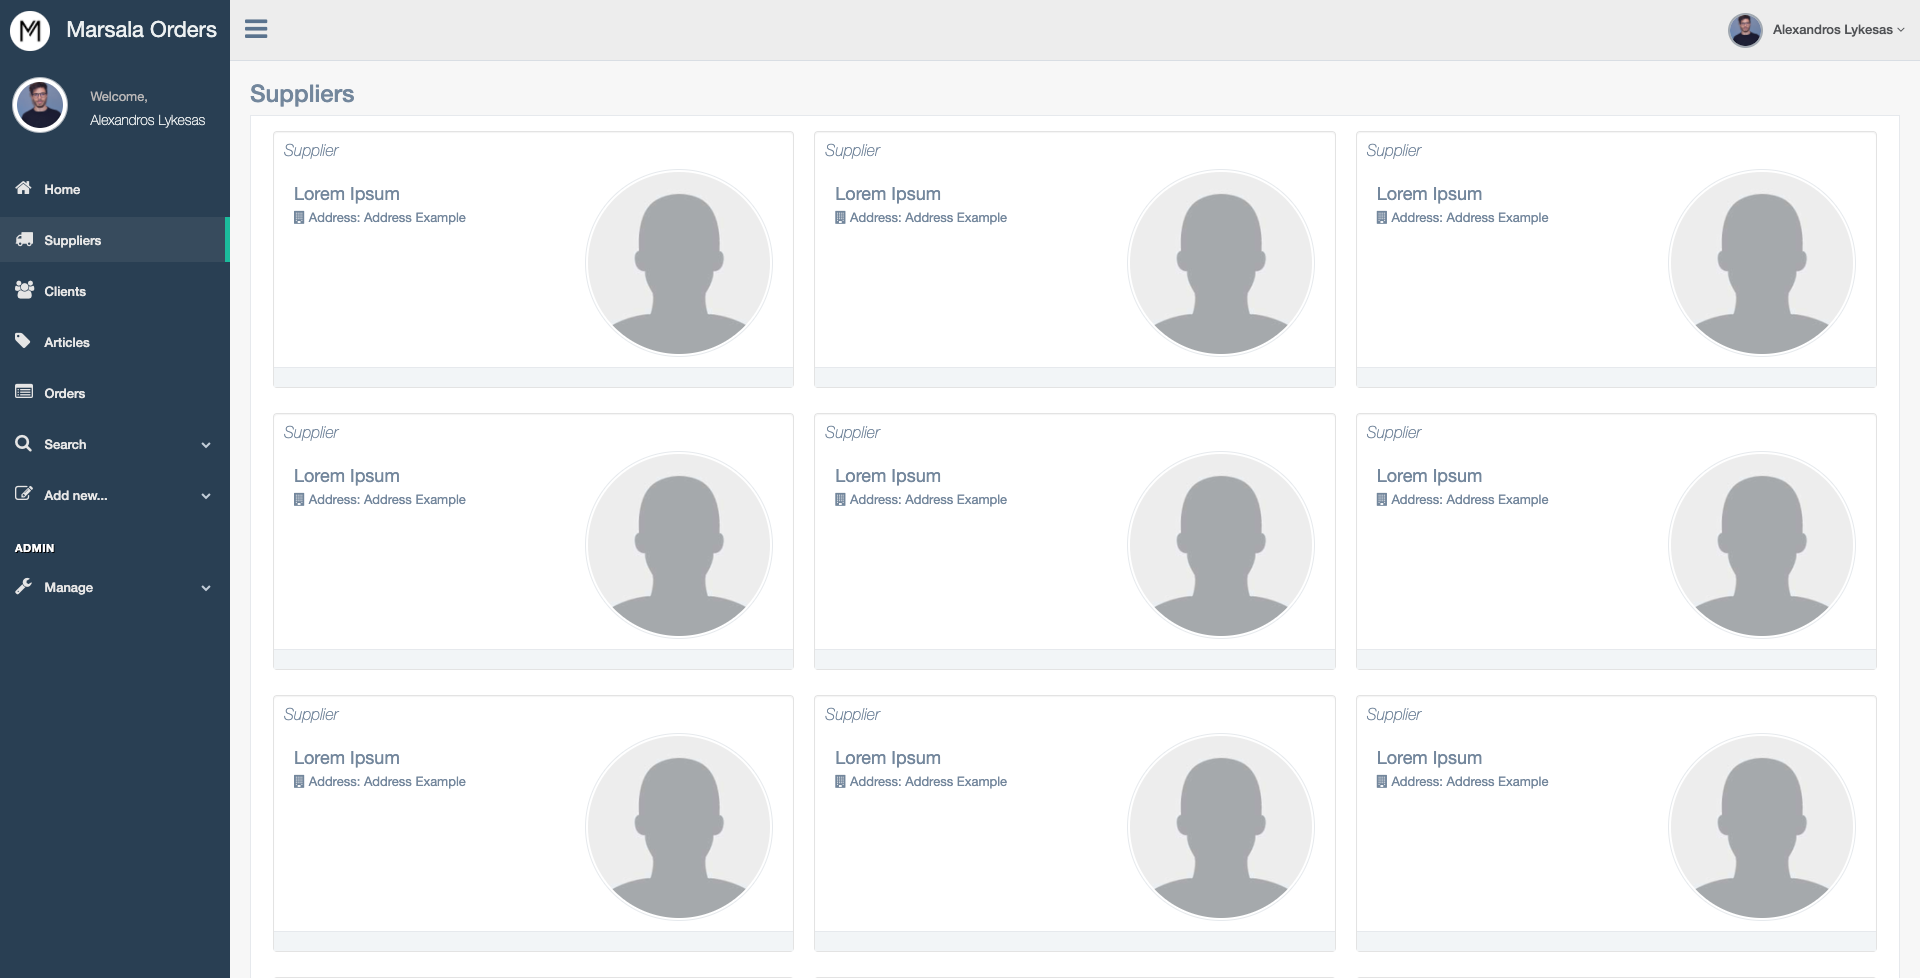 Marsala Orders
Welcome,
Alexandros Lykesas
Home
Suppliers
Clients
Articles
Orders
Search
Add new...
ADMIN
Manage
Alexandros Lykesas
Suppliers
Supplier
Lorem Ipsum
Address: Address Example
Supplier
Lorem Ipsum
Address: Address Example
Supplier
Lorem Ipsum
Address: Address Example
Supplier
Lorem Ipsum
Address: Address Example
Supplier
Lorem Ipsum
Address: Address Example
Supplier
Lorem Ipsum
Address: Address Example
Supplier
Lorem Ipsum
Address: Address Example
Supplier
Lorem Ipsum
Address: Address Example
Supplier
Lorem Ipsum
Address: Address Example